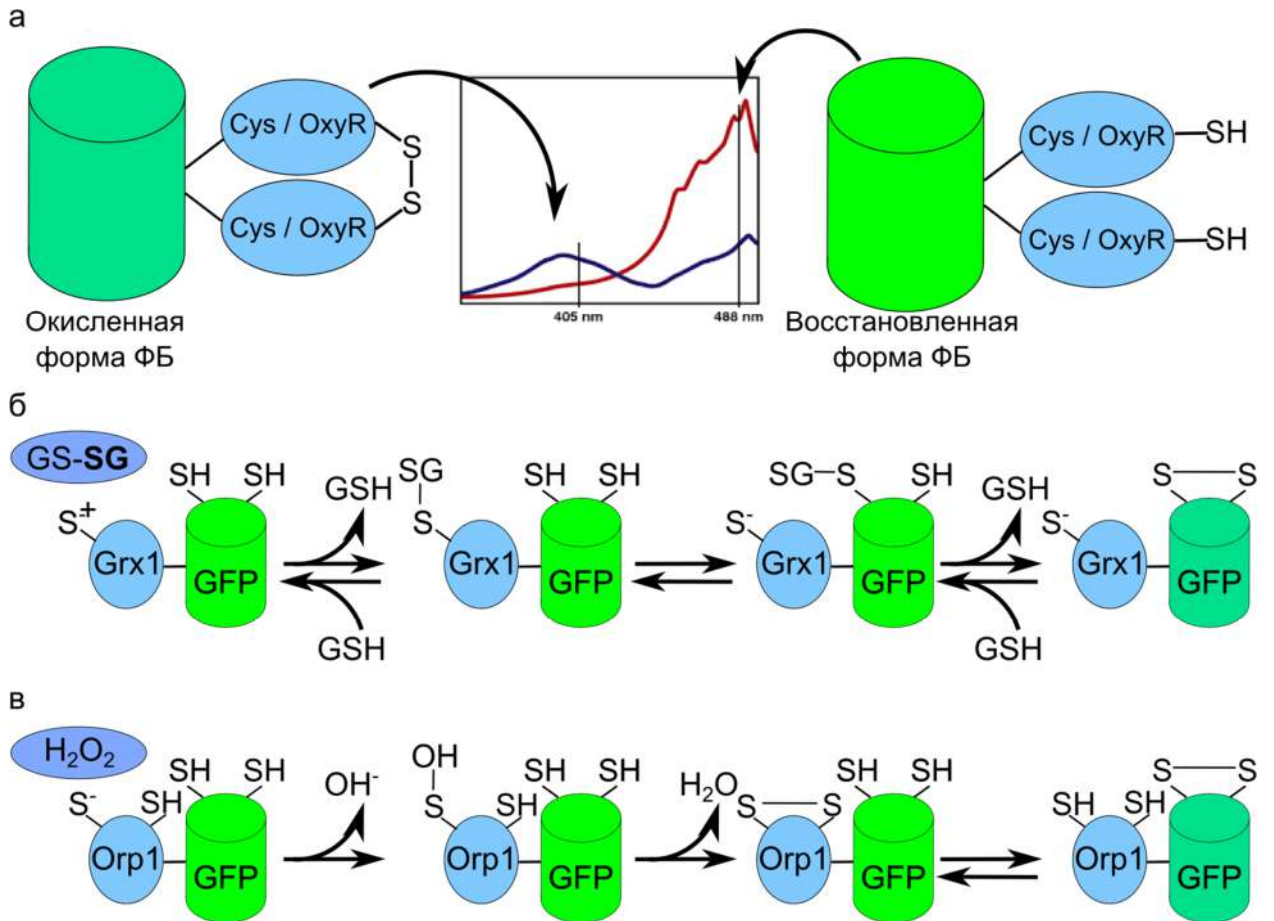 а
Cys / OxyR
S
S
Cys / OxyR
Окисленная
форма ФБ
405 nm
488 nm
Cys / OxyR
SH
Cys / OxyR
SH
Восстановленная
форма ФБ
б
GS-SG
S-+
Grx1
SH SH
GFP
GSH
GSH
SG
S
Grx1
SH SH
GFP
S-
Grx1
SG S SH
GFP
GSH
GSH
S-
Grx1
S S
GFP
в
H₂O₂
S-
SH
Orp1
SH SH
GFP
OH-
OH
S
SH
Orp1
SH SH
GFP
H₂O
S S
Orp1
SH SH
GFP
SH SH
Orp1
S S
GFP